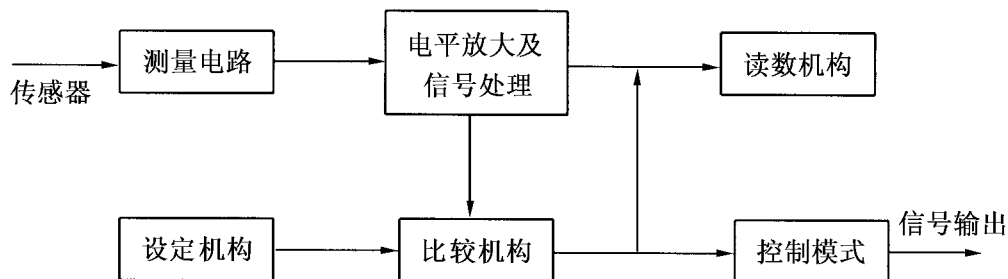 测量电路
电平放大及
信号处理
读数机构
传感器
设定机构
比较机构
控制模式
信号输出